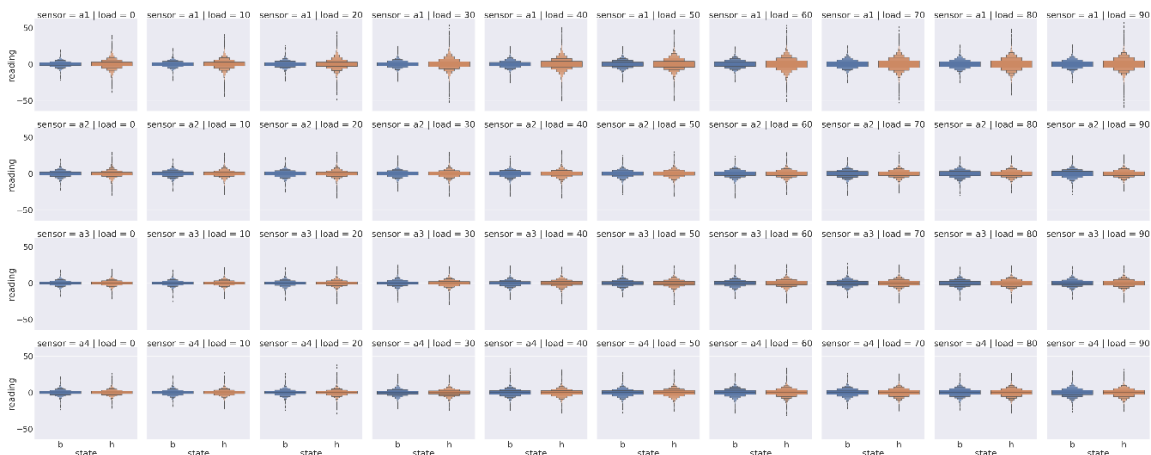 sensor = a1 | load = 0 sensor = a1 | load = 10 sensor = a1 | load = 20 sensor = a1 | load = 30 sensor = a1 | load = 40 sensor = a1 | load = 50 sensor = a1 | load = 60 sensor = a1 | load = 70 sensor = a1 | load = 80 sensor = a1 | load = 90
50
0
−50
reading
sensor = a2 | load = 0 sensor = a2 | load = 10 sensor = a2 | load = 20 sensor = a2 | load = 30 sensor = a2 | load = 40 sensor = a2 | load = 50 sensor = a2 | load = 60 sensor = a2 | load = 70 sensor = a2 | load = 80 sensor = a2 | load = 90
50
0
−50
reading
sensor = a3 | load = 0 sensor = a3 | load = 10 sensor = a3 | load = 20 sensor = a3 | load = 30 sensor = a3 | load = 40 sensor = a3 | load = 50 sensor = a3 | load = 60 sensor = a3 | load = 70 sensor = a3 | load = 80 sensor = a3 | load = 90
50
0
−50
reading
sensor = a4 | load = 0 sensor = a4 | load = 10 sensor = a4 | load = 20 sensor = a4 | load = 30 sensor = a4 | load = 40 sensor = a4 | load = 50 sensor = a4 | load = 60 sensor = a4 | load = 70 sensor = a4 | load = 80 sensor = a4 | load = 90
50
0
−50
reading
b h b h b h b h b h b h b h b h b h b h
state state state state state state state state state state